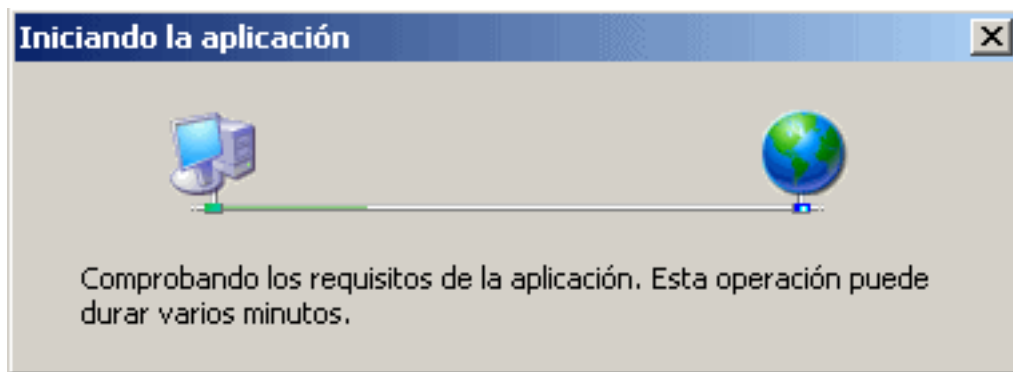 Iniciando la aplicación
Comprobando los requisitos de la aplicación. Esta operación puede
durar varios minutos.